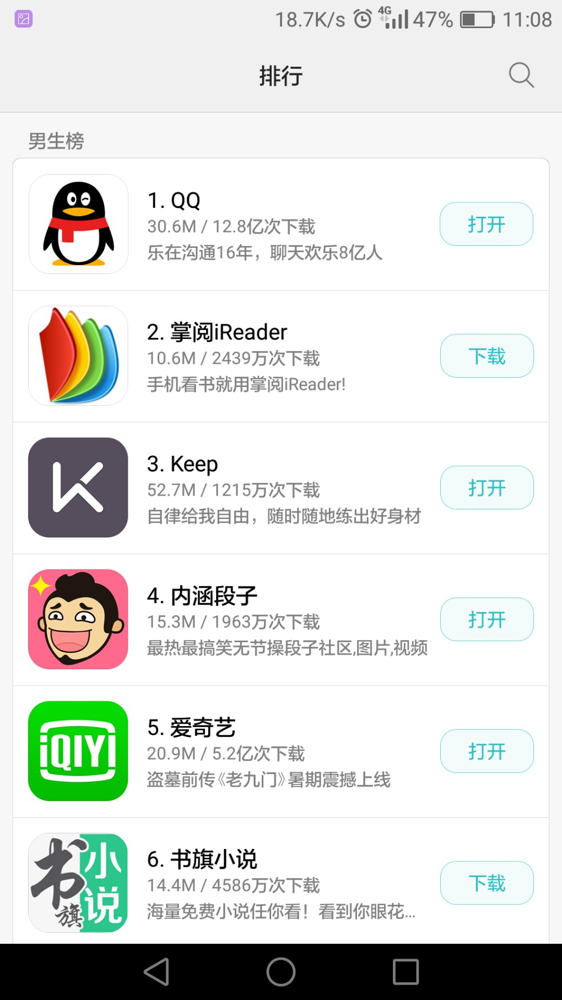 18.7K/s 4G 47% 11:08
排行
男生榜
1. QQ
30.6M / 12.8亿次下载
乐在沟通16年，聊天欢乐8亿人
打开
2. 掌阅iReader
10.6M / 2439万次下载
手机看书就用掌阅iReader!
下载
K
3. Keep
52.7M / 1215万次下载
自律给我自由，随时随地练出好身材
打开
4. 内涵段子
15.3M / 1963万次下载
最热最搞笑无节操段子社区,图片,视频
打开
iQIYI
5. 爱奇艺
20.9M / 5.2亿次下载
盗墓前传《老九门》暑期震撼上线
打开
书旗
小说
6. 书旗小说
14.4M / 4586万次下载
海量免费小说任你看！看到你眼花...
下载